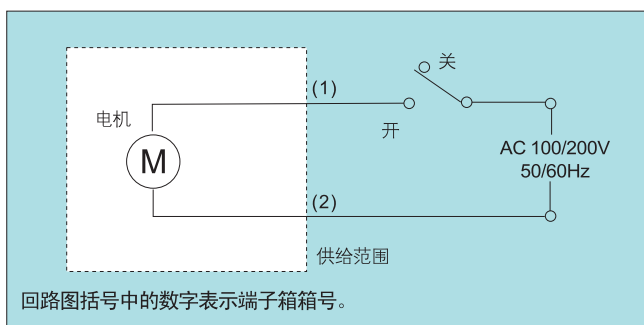 关
(1)
电机
开
M
AC 100/200V
50/60Hz
(2)
供给范围
回路图括号中的数字表示端子箱箱号。